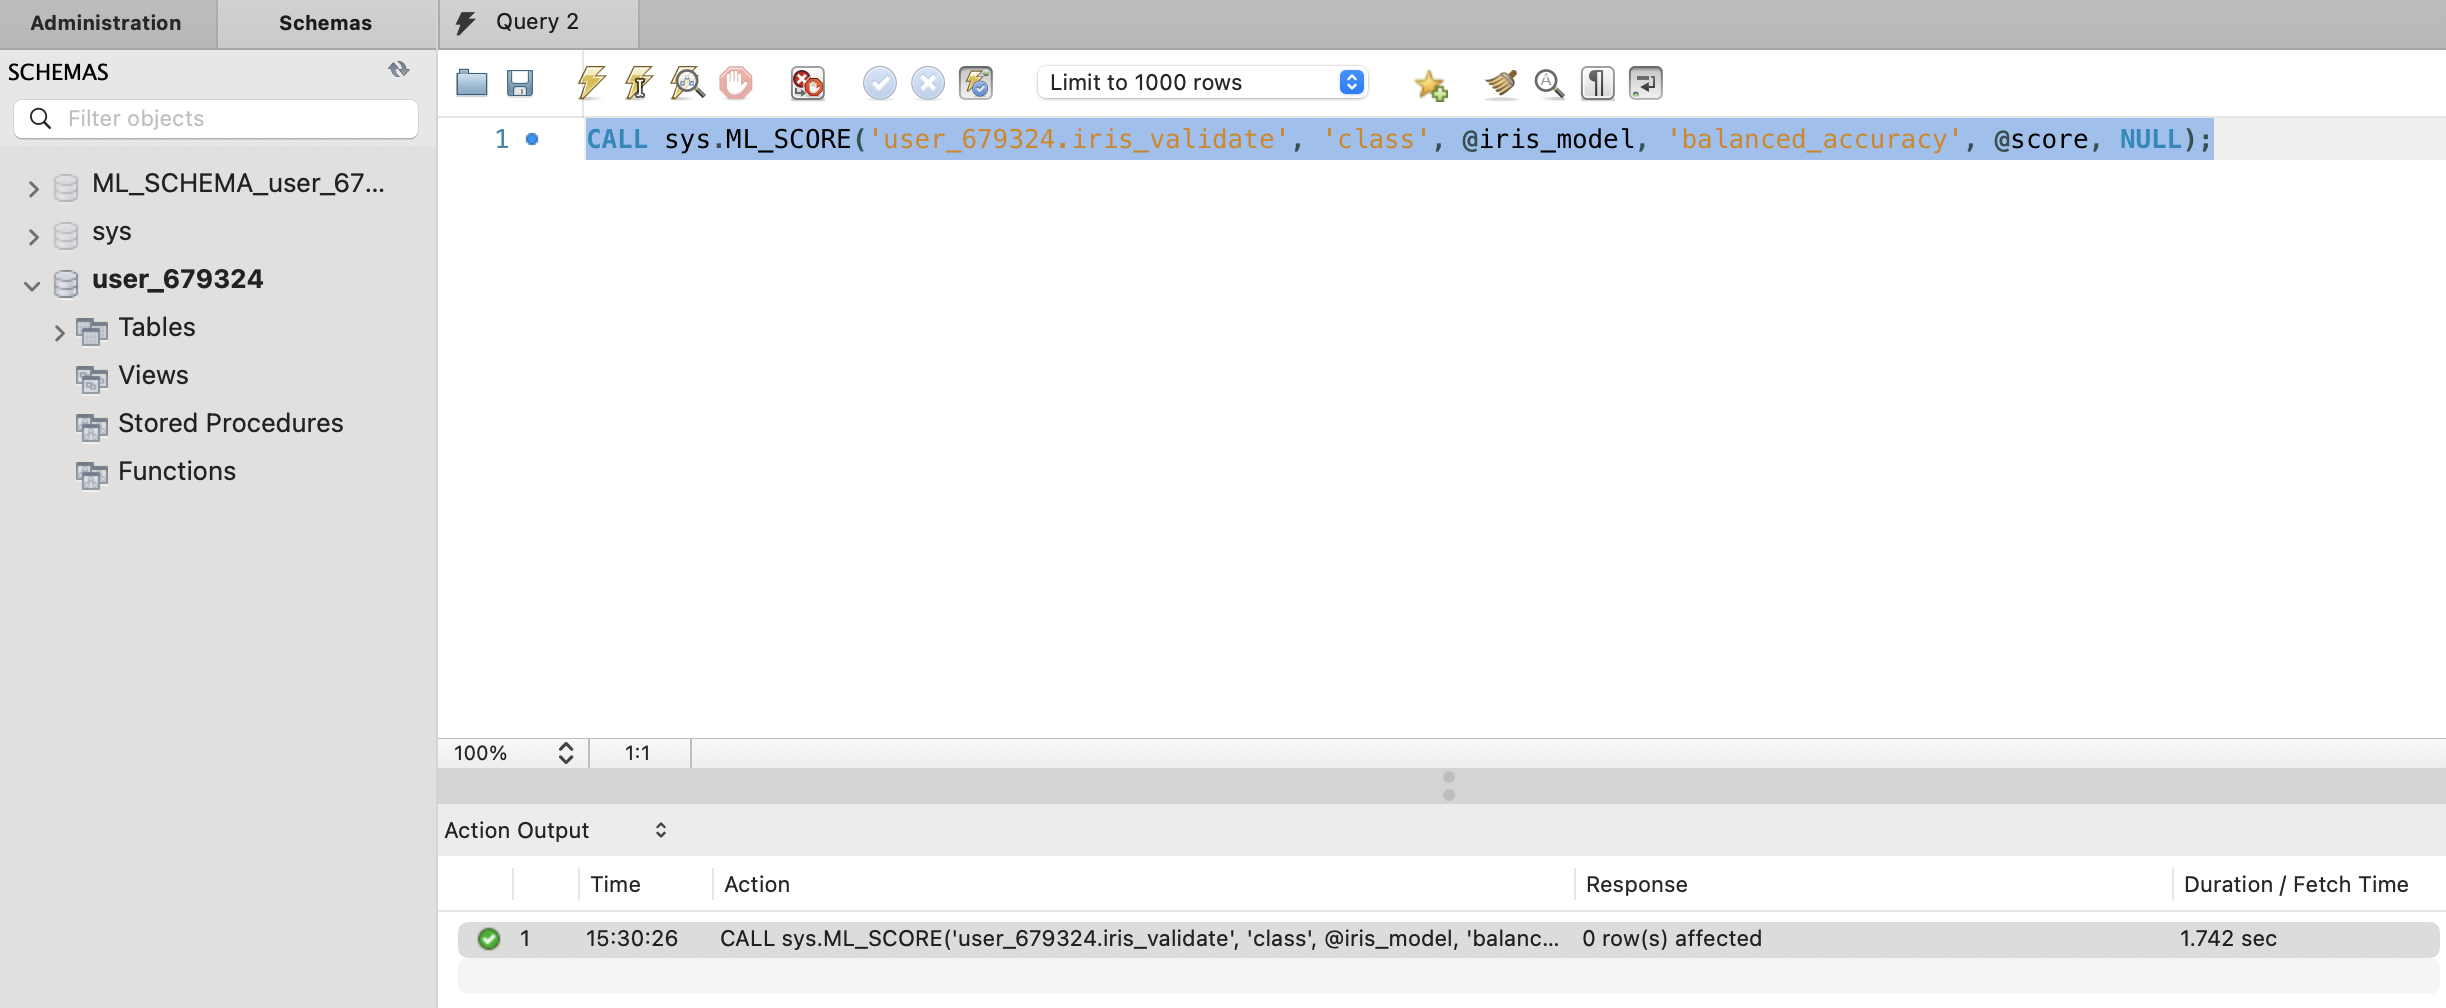 Administration
Schemas
Query 2
SCHEMAS
Filter objects
Limit to 1000 rows
1
CALL sys.ML_SCORE('user_679324.iris_validate', 'class', @iris_model, 'balanced_accuracy', @score, NULL);
ML_SCHEMA_user_67...
sys
user_679324
Tables
Views
Stored Procedures
Functions
100%
1:1
Action Output
Time Action Response Duration / Fetch Time
1 15:30:26 CALL sys.ML_SCORE('user_679324.iris_validate', 'class', @iris_model, 'balanc... 0 row(s) affected 1.742 sec